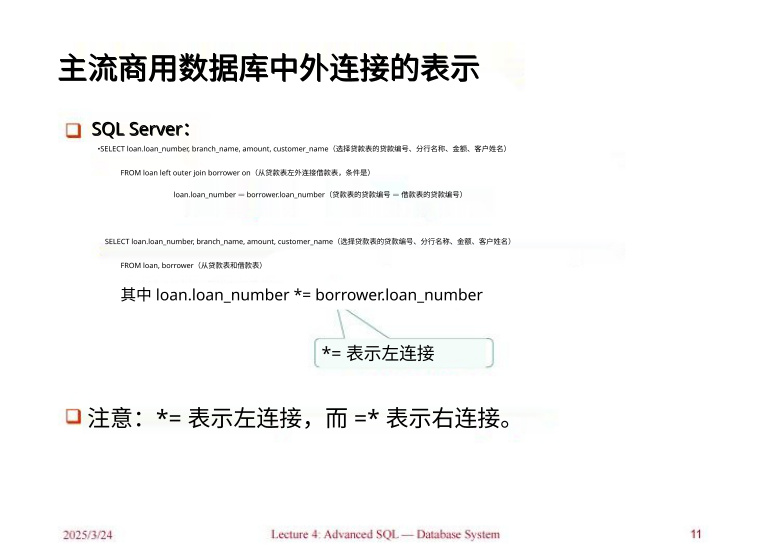 主流商用数据库中外连接的表示
SQL Server：
•SELECT loan.loan_number, branch_name, amount, customer_name（选择贷款表的贷款编号、分行名称、金额、客户姓名）
FROM loan left outer join borrower on（从贷款表左外连接借款表，条件是）
loan.loan_number = borrower.loan_number（贷款表的贷款编号 = 借款表的贷款编号）
SELECT loan.loan_number, branch_name, amount, customer_name（选择贷款表的贷款编号、分行名称、金额、客户姓名）
FROM loan, borrower（从贷款表和借款表）
其中 loan.loan_number *= borrower.loan_number
*= 表示左连接
注意：*= 表示左连接，而 =* 表示右连接。
2025/3/24
Lecture 4: Advanced SQL — Database System
11